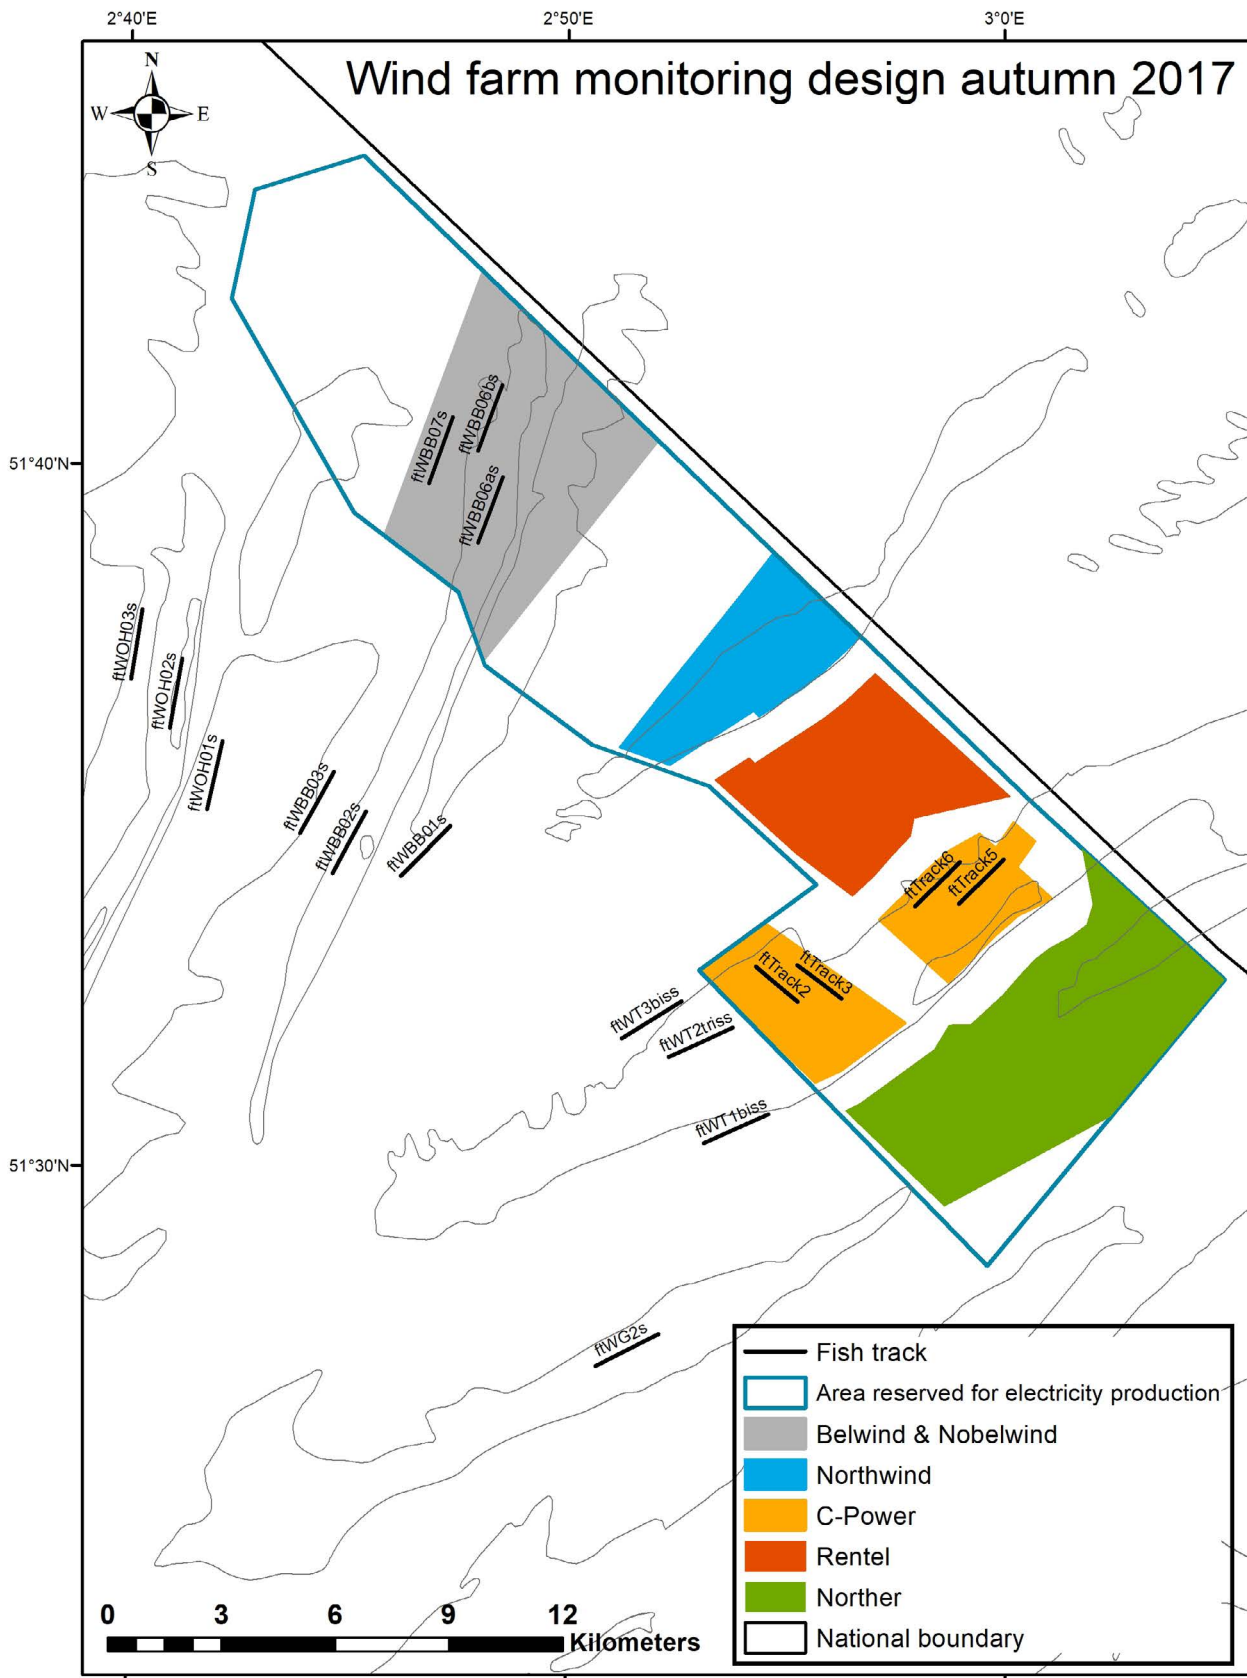 2°40'E
2°50'E
3°0'E
Wind farm monitoring design autumn 2017
N
W
E
S
51°40'N
51°30'N
ftWBB06bs
ftWBB07s
ftWBB06as
ftWOH03s
ftWOH02s
ftWOH01s
ftWBB03s
ftWBB02s
ftWBB01s
ftTrack6
ftTrack5
ftTrack3
ftTrack2
ftWT3biss
ftWT2triss
ftWT1biss
ftWG2s
Fish track
Area reserved for electricity production
Belwind & Nobelwind
Northwind
C-Power
Rentel
Norther
National boundary
0 3 6 9 12
Kilometers